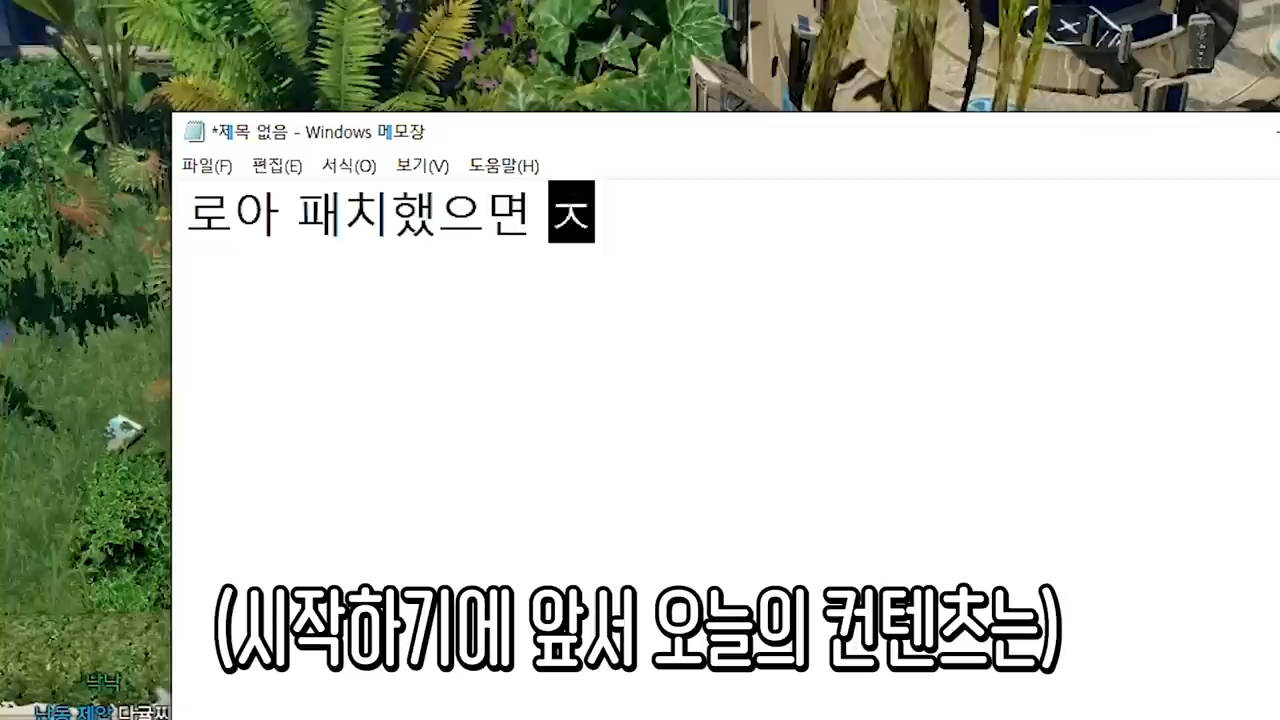 *제목 없음 - Windows 메모장
파일(F) 편집(E) 서식(O) 보기(V) 도움말(H)
로아 패치했으면 ㅈ
(시작하기에 앞서 오늘의 컨텐츠는)
낙낙